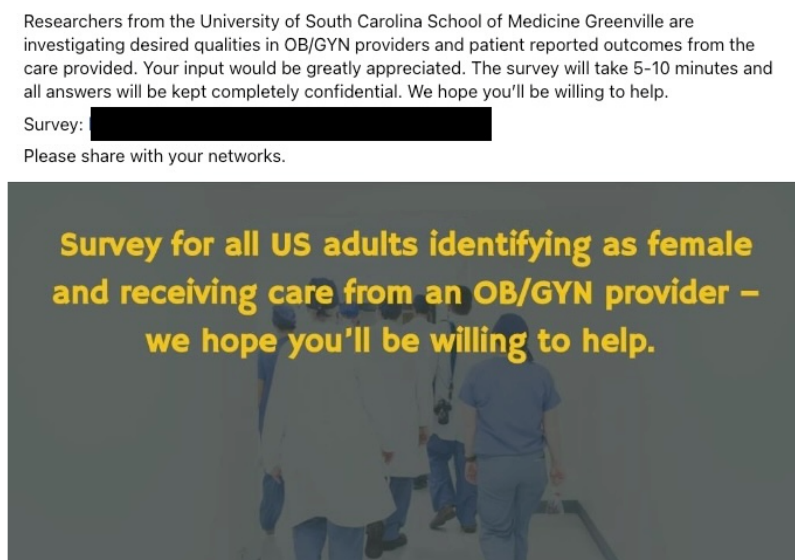 Researchers from the University of South Carolina School of Medicine Greenville are
investigating desired qualities in OB/GYN providers and patient reported outcomes from the
care provided. Your input would be greatly appreciated. The survey will take 5-10 minutes and
all answers will be kept completely confidential. We hope you'll be willing to help.
Survey:
Please share with your networks.
Survey for all US adults identifying as female
and receiving care from an OB/GYN provider –
we hope you'll be willing to help.